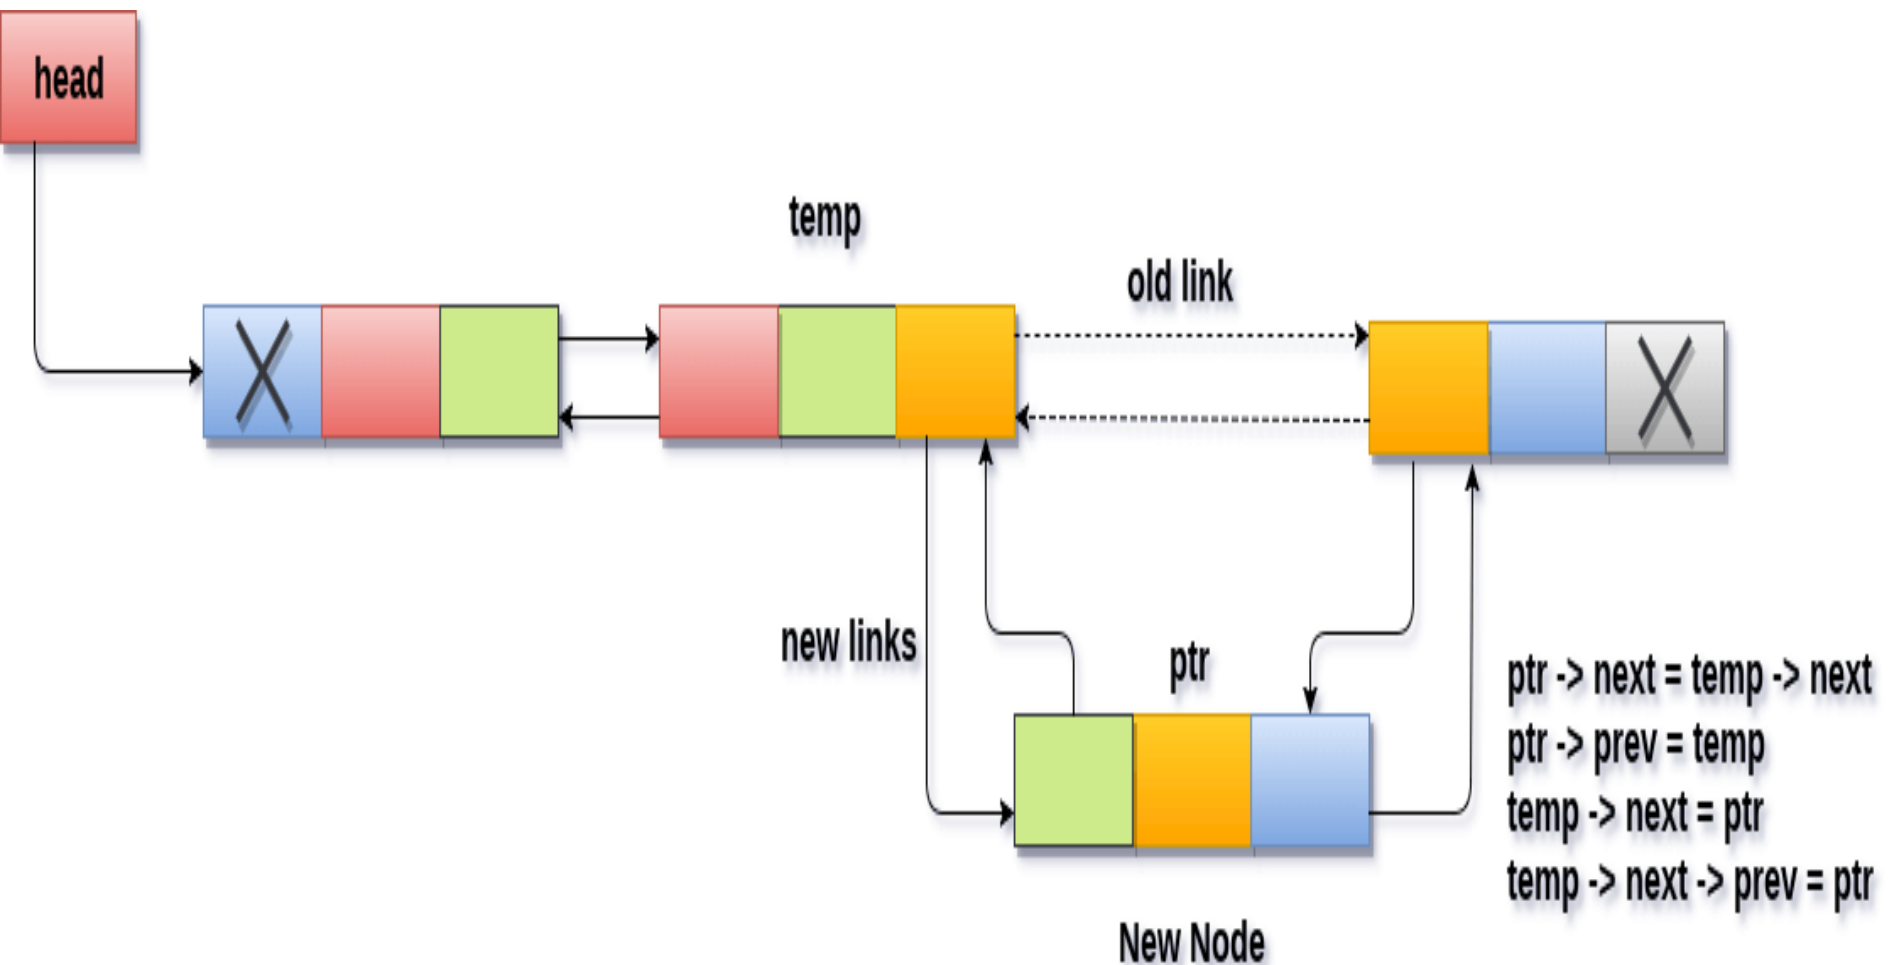 head
temp
old link
new links
ptr
ptr -> next = temp -> next
ptr -> prev = temp
temp -> next = ptr
temp -> next -> prev = ptr
New Node